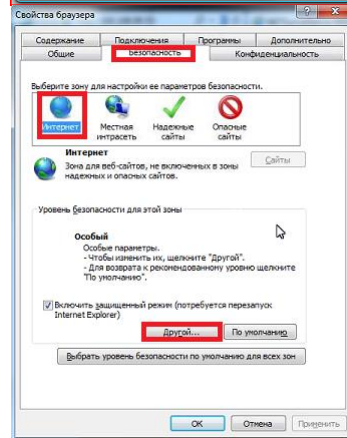 Свойства браузера
Содержание Подключения Программы Дополнительно
Общие Безопасность Конфиденциальность
Выберите зону для настройки ее параметров безопасности.
Интернет Местная интрасеть Надежные сайты Опасные сайты
Интернет
Зона для веб-сайтов, не включенных в зоны
надежных и опасных сайтов.
Сайты
Уровень безопасности для этой зоны
Особый
Особые параметры.
- Чтобы изменить их, щелкните "Другой".
- Для возврата к рекомендованному уровню щелкните
"По умолчанию".
Включить защищенный режим (потребуется перезапуск
Internet Explorer)
Другой... По умолчанию
Выбрать уровень безопасности по умолчанию для всех зон
ОК Отмена Применить